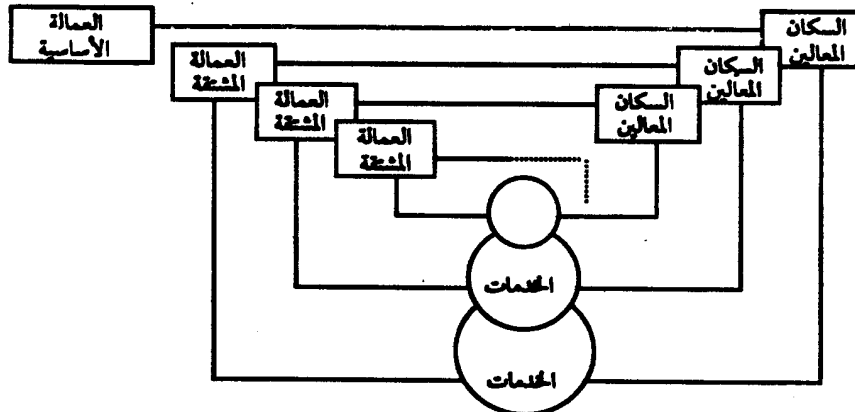 العمالة
الأساسية
السكان
المعالين
العمالة
المشتقة
السكان
المعالين
العمالة
المشتقة
السكان
المعالين
العمالة
المشتقة
الخدمات
الخدمات